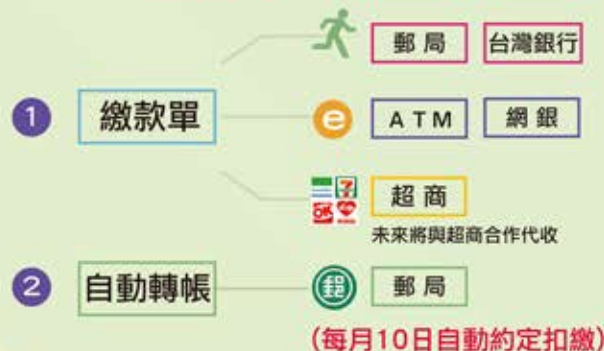 郵局 台灣銀行
1 繳款單 e ATM 網銀
7 OK
超商
未來將與超商合作代收
2 自動轉帳 郵局
(每月10日自動約定扣繳)